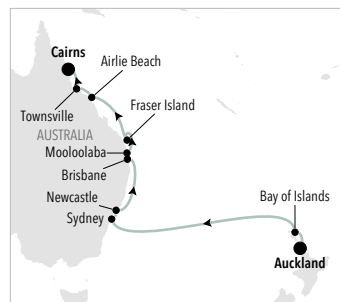 Cairns
Airlie Beach
Townsville
Fraser Island
AUSTRALIA
Mooloolaba
Brisbane
Newcastle
Bay of Islands
Sydney
Auckland